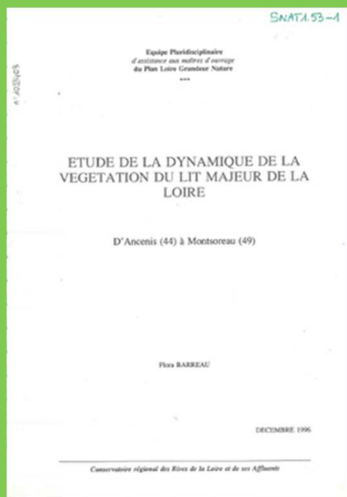 SNAT1.53-1
Equipe Pluridisciplinaire
d'assistance aux maîtres d'ouvrage
du Plan Loire Grandeur Nature
***
ETUDE DE LA DYNAMIQUE DE LA
VEGETATION DU LIT MAJEUR DE LA
LOIRE
D'Ancenis (44) à Montsoreau (49)
Flora BARREAU
DECEMBRE 1996
Conservatoire régional des Rives de la Loire et de ses Affluents